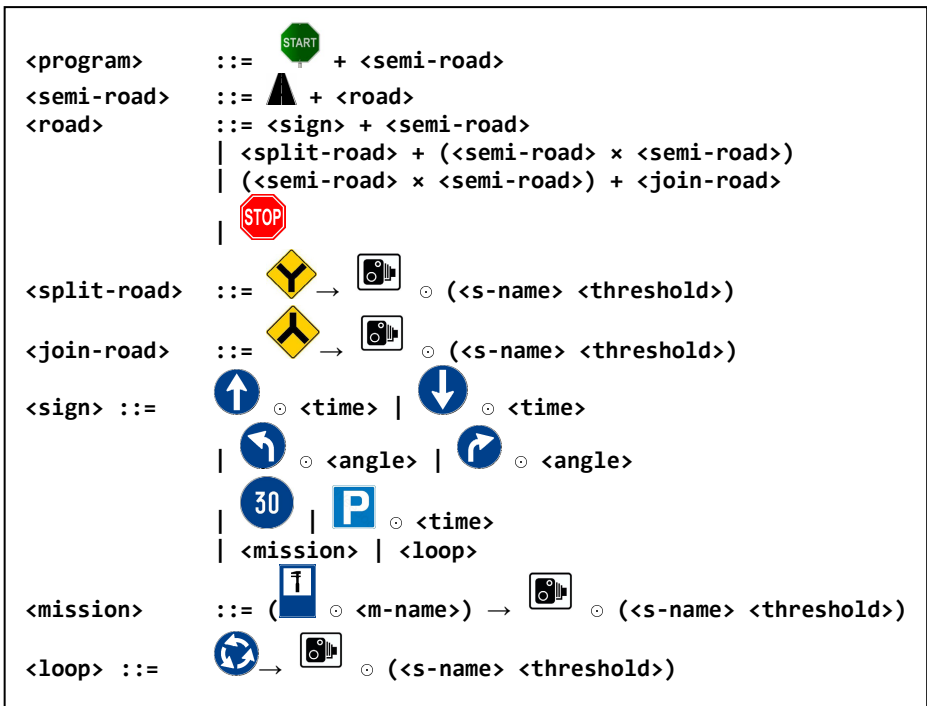 START
<program> ::= + <semi-road>
<semi-road> ::= + <road>
<road> ::= <sign> + <semi-road>
| <split-road> + (<semi-road> × <semi-road>)
| (<semi-road> × <semi-road>) + <join-road>
| STOP
<split-road> ::= → ⊙ (<s-name> <threshold>)
<join-road> ::= → ⊙ (<s-name> <threshold>)
<sign> ::= ⊙ <time> | ⊙ <time>
| ⊙ <angle> | ⊙ <angle>
| 30 | P ⊙ <time>
| <mission> | <loop>
<mission> ::= ( ⊙ <m-name>) → ⊙ (<s-name> <threshold>)
<loop> ::= → ⊙ (<s-name> <threshold>)